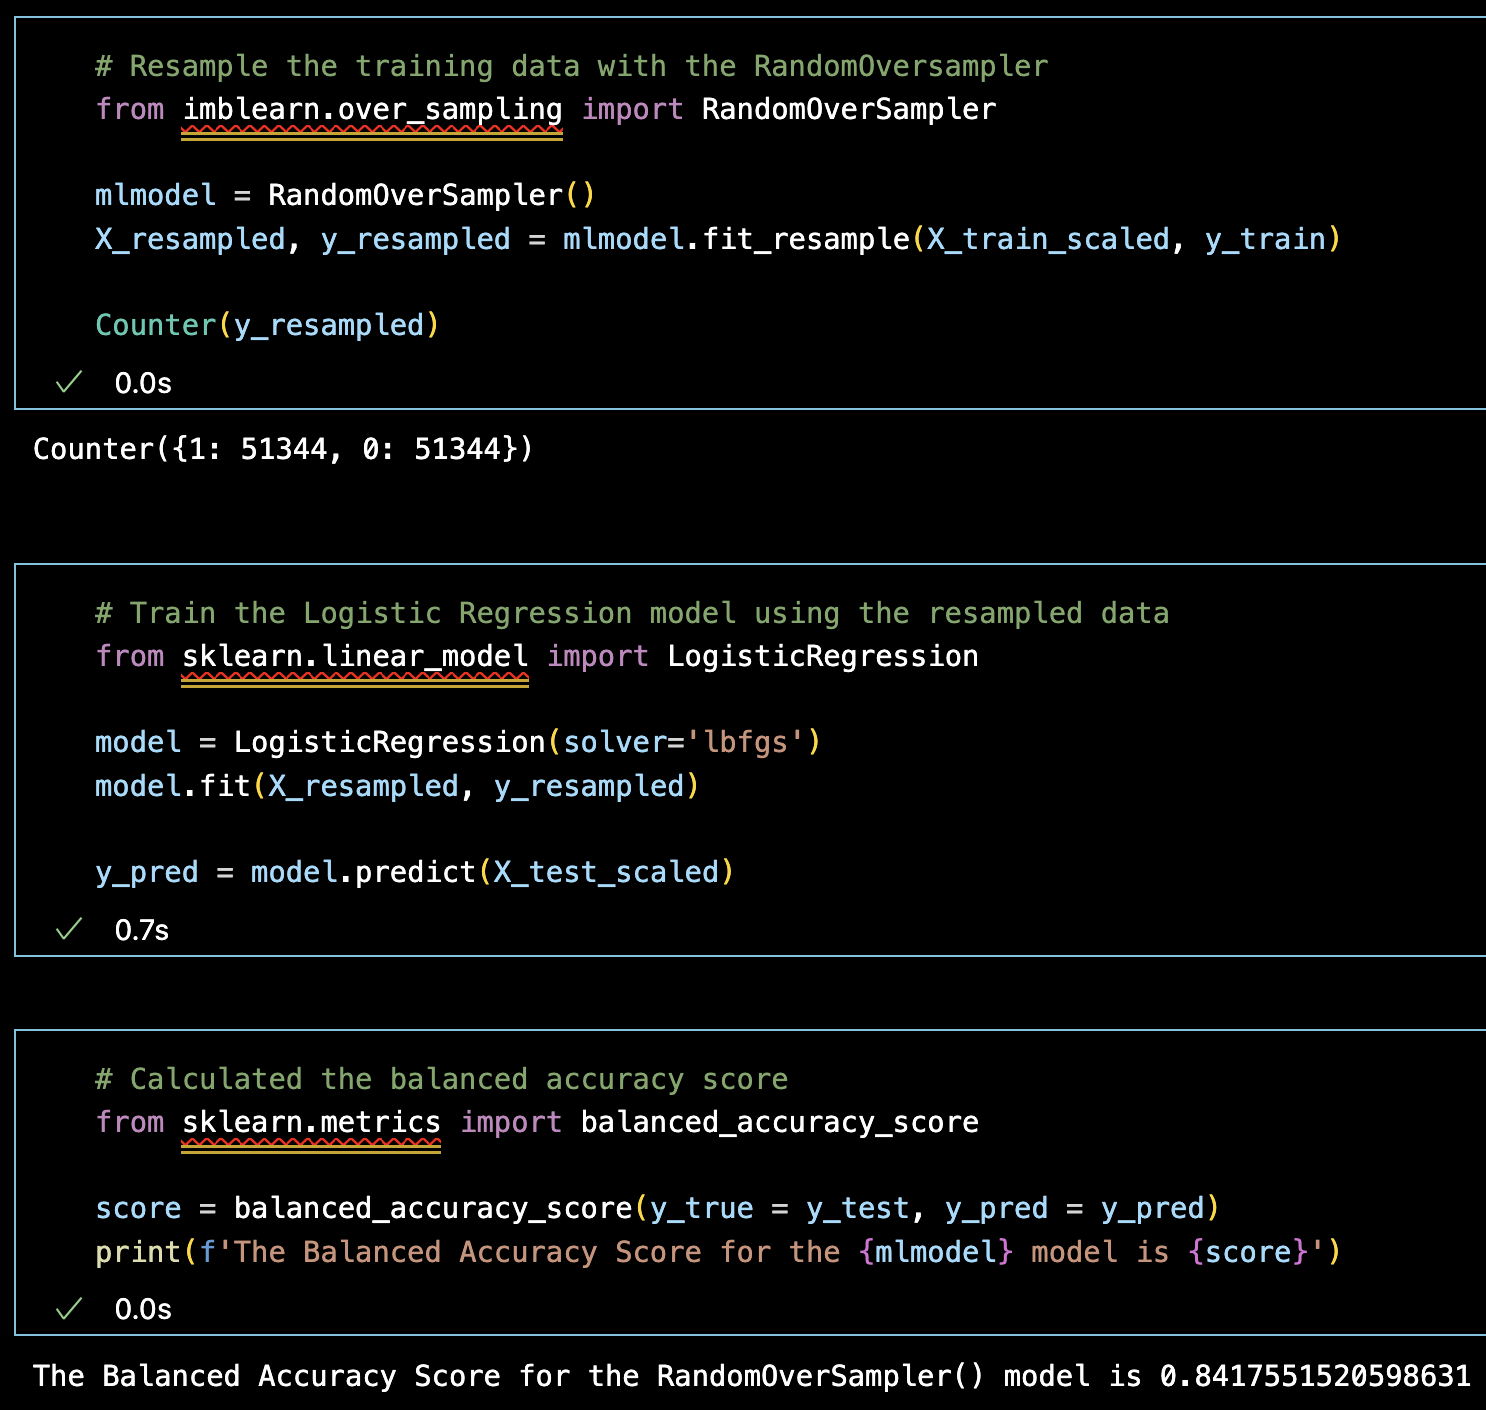 # Resample the training data with the RandomOversampler
from imblearn.over_sampling import RandomOverSampler
mlmodel = RandomOverSampler()
X_resampled, y_resampled = mlmodel.fit_resample(X_train_scaled, y_train)
Counter(y_resampled)
✓ 0.0s
Counter({1: 51344, 0: 51344})
# Train the Logistic Regression model using the resampled data
from sklearn.linear_model import LogisticRegression
model = LogisticRegression(solver='lbfgs')
model.fit(X_resampled, y_resampled)
y_pred = model.predict(X_test_scaled)
✓ 0.7s
# Calculated the balanced accuracy score
from sklearn.metrics import balanced_accuracy_score
score = balanced_accuracy_score(y_true = y_test, y_pred = y_pred)
print(f'The Balanced Accuracy Score for the {mlmodel} model is {score}')
✓ 0.0s
The Balanced Accuracy Score for the RandomOverSampler() model is 0.8417551520598631